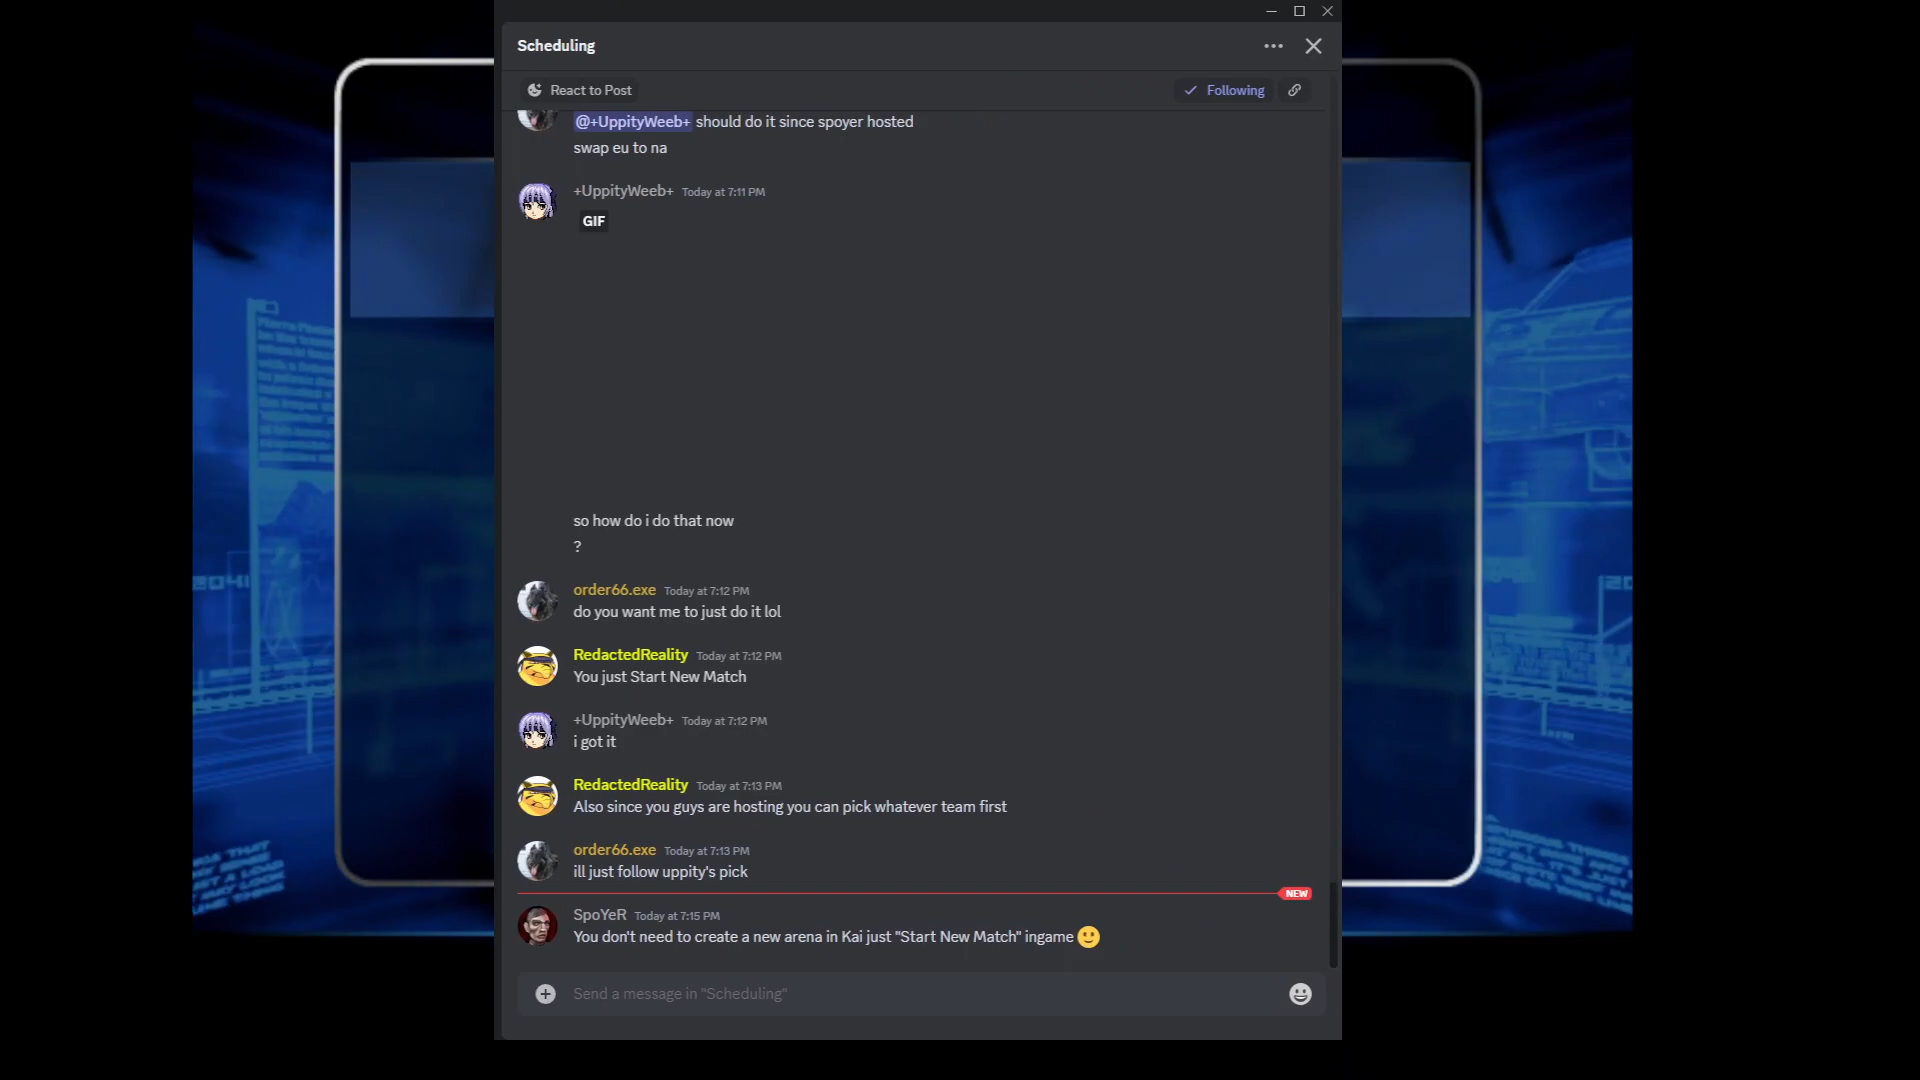 Scheduling
React to Post
Following
@+UppityWeeb+ should do it since spoyer hosted
swap eu to na
+UppityWeeb+ Today at 7:11 PM
GIF
so how do i do that now
?
order66.exe Today at 7:12 PM
do you want me to just do it lol
RedactedReality Today at 7:12 PM
You just Start New Match
+UppityWeeb+ Today at 7:12 PM
i got it
RedactedReality Today at 7:13 PM
Also since you guys are hosting you can pick whatever team first
order66.exe Today at 7:13 PM
ill just follow uppity's pick
NEW
SpoYeR Today at 7:15 PM
You don't need to create a new arena in Kai just "Start New Match" ingame 🙂
Send a message in "Scheduling"